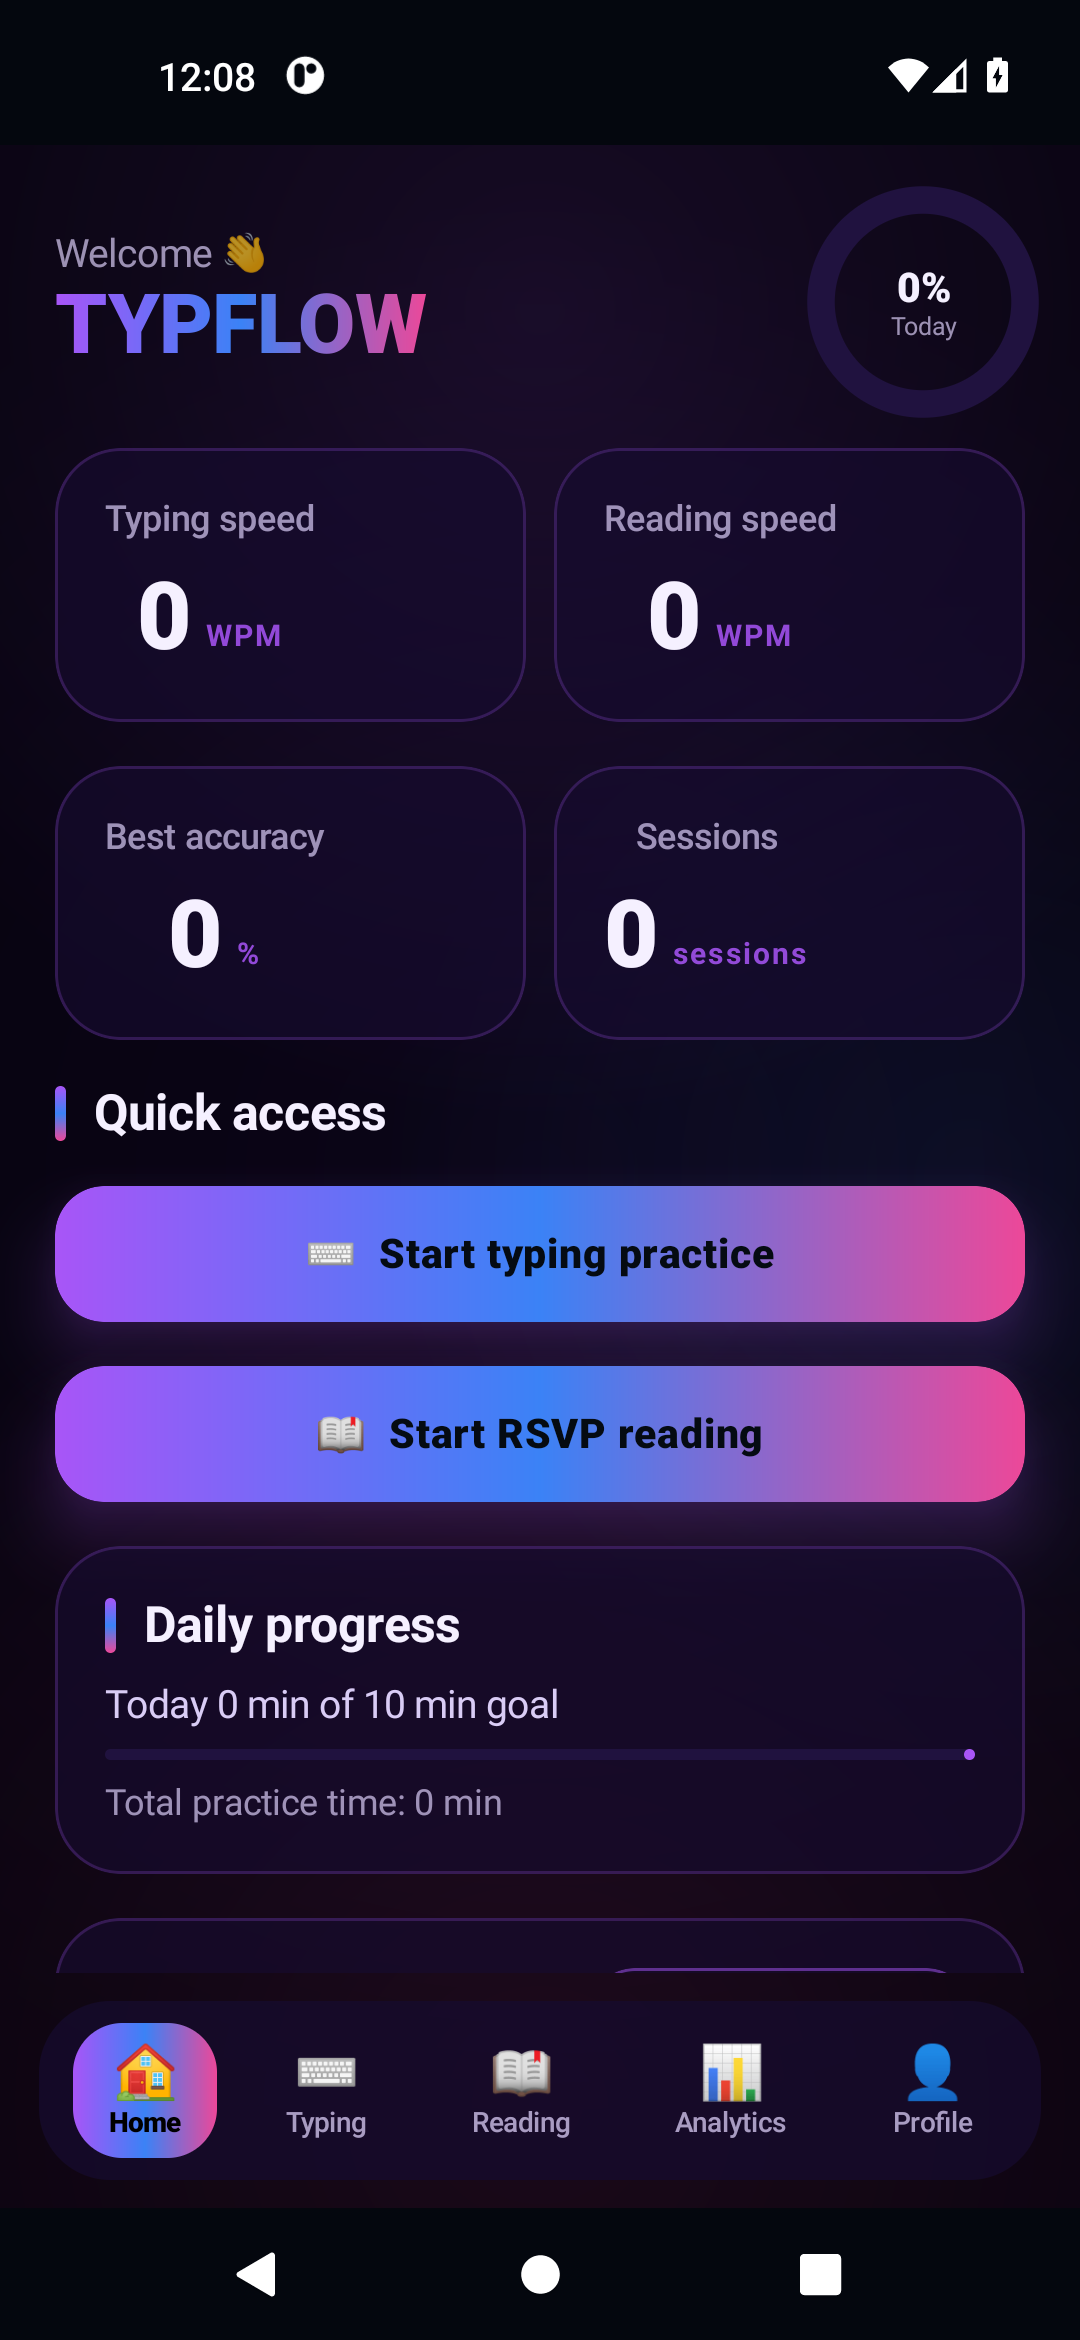 12:08
Welcome 👋
TYPFLOW
0%
Today
Typing speed
0 WPM
Reading speed
0 WPM
Best accuracy
0 %
Sessions
0 sessions
Quick access
Start typing practice
Start RSVP reading
Daily progress
Today 0 min of 10 min goal
Total practice time: 0 min
Home
Typing
Reading
Analytics
Profile